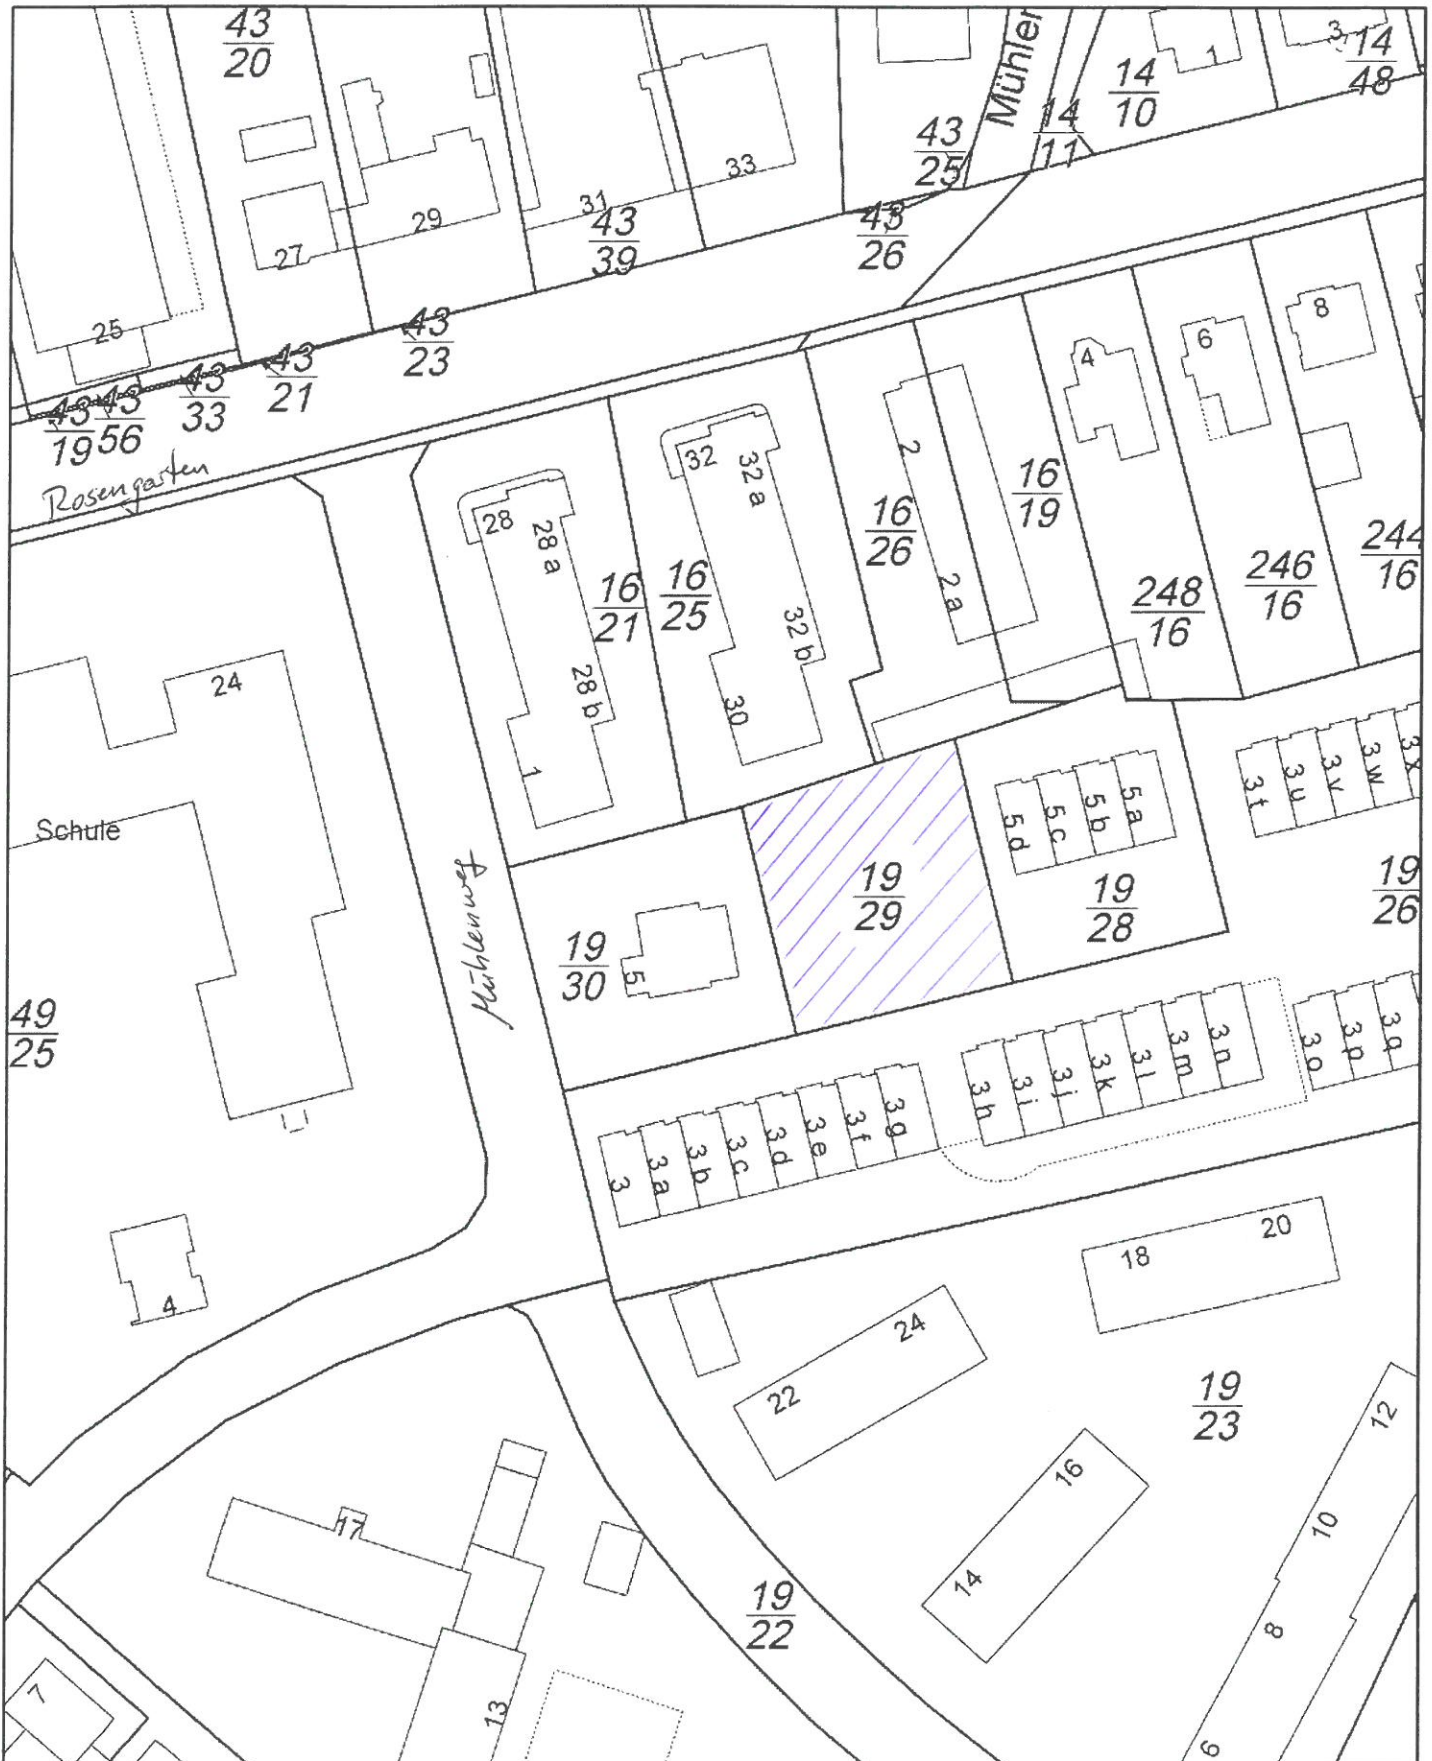 43
20
Mühler
1
3
14
48
14
10
14
11
43
25
33
31
43
39
29
27
43
26
25
43
23
43
21
43
33
43
56
43
19
Rosengarten
8
6
4
2
32
32 a
16
19
16
26
28
28 a
244
16
246
16
16
25
16
21
2 a
248
16
32 b
24
28 b
30
1
Schule
3 t
3 u
3 v
3 w
3 x
5 d
5 c
5 b
5 a
19
29
19
28
19
26
Mühlenweg
19
30
5
49
25
3
3 a
3 b
3 c
3 d
3 e
3 f
3 g
3 h
3 i
3 j
3 k
3 l
3 m
3 n
3 o
3 p
3 q
4
18
20
24
22
19
23
12
16
10
17
14
19
22
8
7
13
6